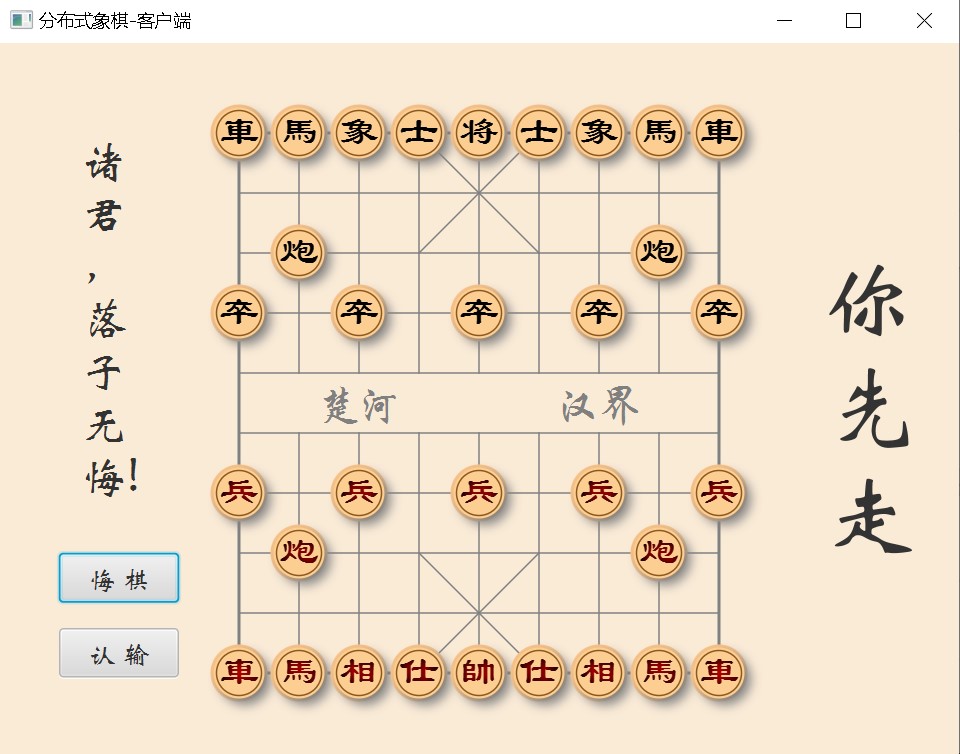 分布式象棋-客户端
諸君，落子无悔!
車馬象士将士象馬車
炮炮
卒卒卒卒卒
楚河 汉界
兵兵兵兵兵
炮炮
車馬相仕帥仕相馬車
你先走
悔棋
认输